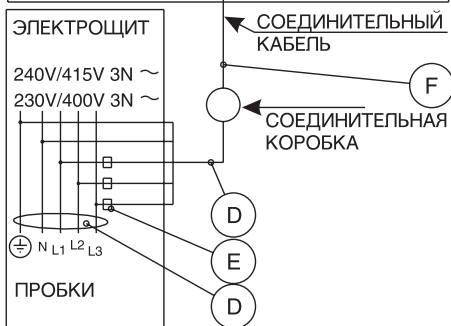 ЭЛЕКТРОЩИТ
240V/415V 3N ~
230V/400V 3N ~
N L1 L2 L3
ПРОБКИ
СОЕДИНИТЕЛЬНЫЙ
КАБЕЛЬ
F
СОЕДИНИТЕЛЬНАЯ
КОРОБКА
D
E
D